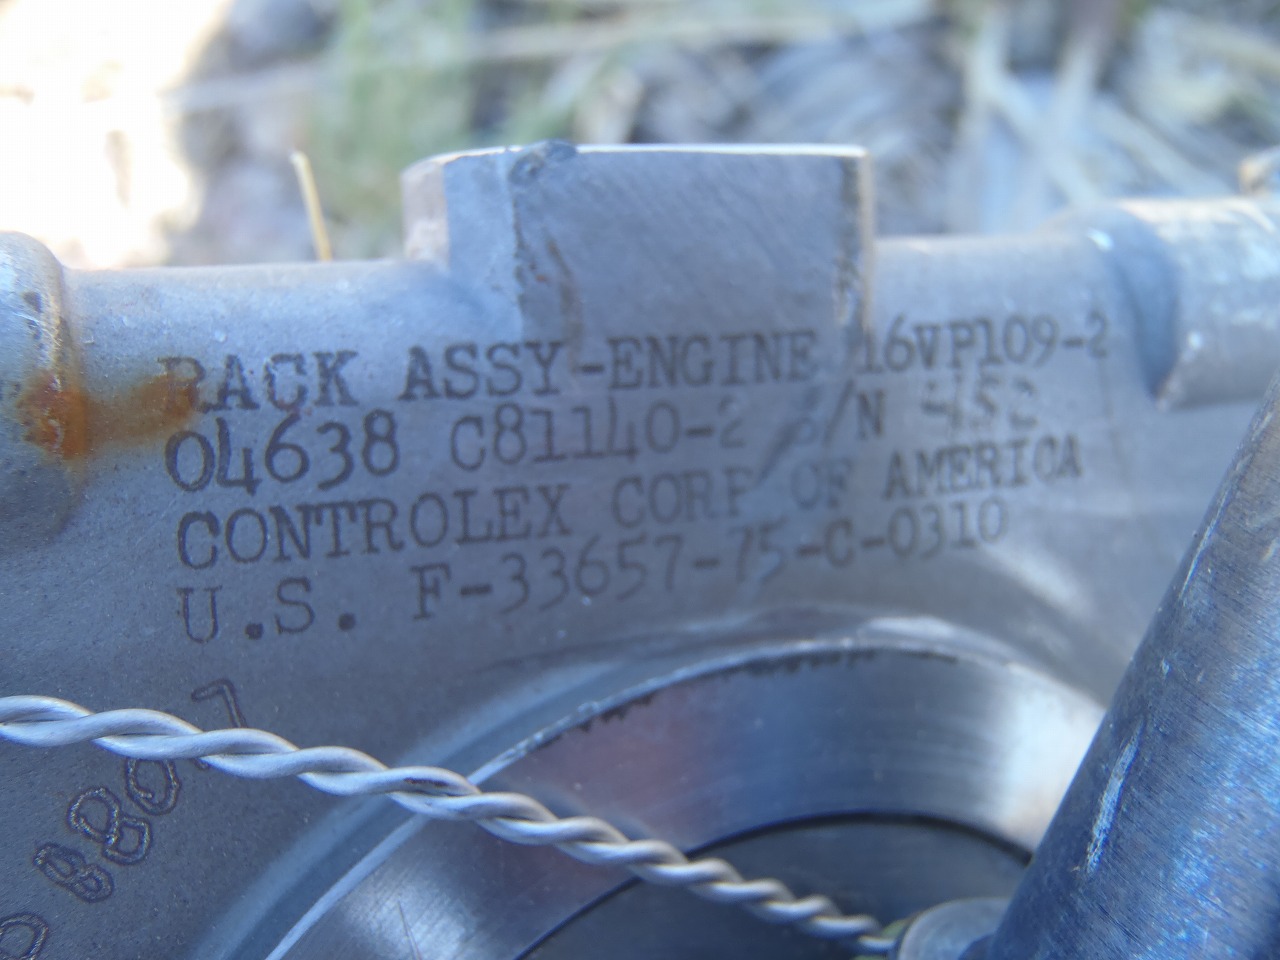 RACK ASSY-ENGINE 16VP109-2
04638 C81140-2 S/N 452
CONTROLEX CORP OF AMERICA
U.S. F-33657-75-C-0310